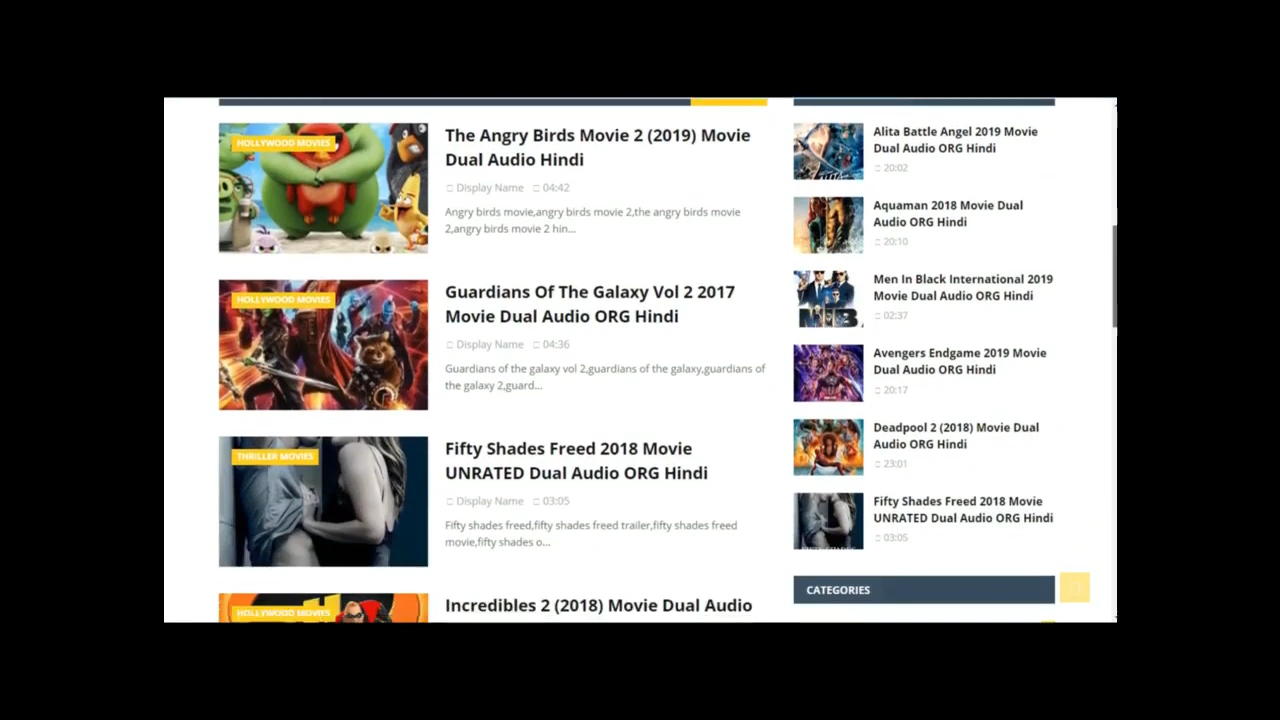 HOLLYWOOD MOVIES
The Angry Birds Movie 2 (2019) Movie
Dual Audio Hindi
Display Name 04:42
Angry birds movie,angry birds movie 2,the angry birds movie
2,angry birds movie 2 hin...
HOLLYWOOD MOVIES
Guardians Of The Galaxy Vol 2 2017
Movie Dual Audio ORG Hindi
Display Name 04:36
Guardians of the galaxy vol 2,guardians of the galaxy,guardians of
the galaxy 2,guard...
THRILLER MOVIES
Fifty Shades Freed 2018 Movie
UNRATED Dual Audio ORG Hindi
Display Name 03:05
Fifty shades freed,fifty shades freed trailer,fifty shades freed
movie,fifty shades o...
HOLLYWOOD MOVIES
Incredibles 2 (2018) Movie Dual Audio
Alita Battle Angel 2019 Movie
Dual Audio ORG Hindi
20:02
Aquaman 2018 Movie Dual
Audio ORG Hindi
20:10
Men In Black International 2019
Movie Dual Audio ORG Hindi
02:37
Avengers Endgame 2019 Movie
Dual Audio ORG Hindi
20:17
Deadpool 2 (2018) Movie Dual
Audio ORG Hindi
23:01
Fifty Shades Freed 2018 Movie
UNRATED Dual Audio ORG Hindi
03:05
CATEGORIES